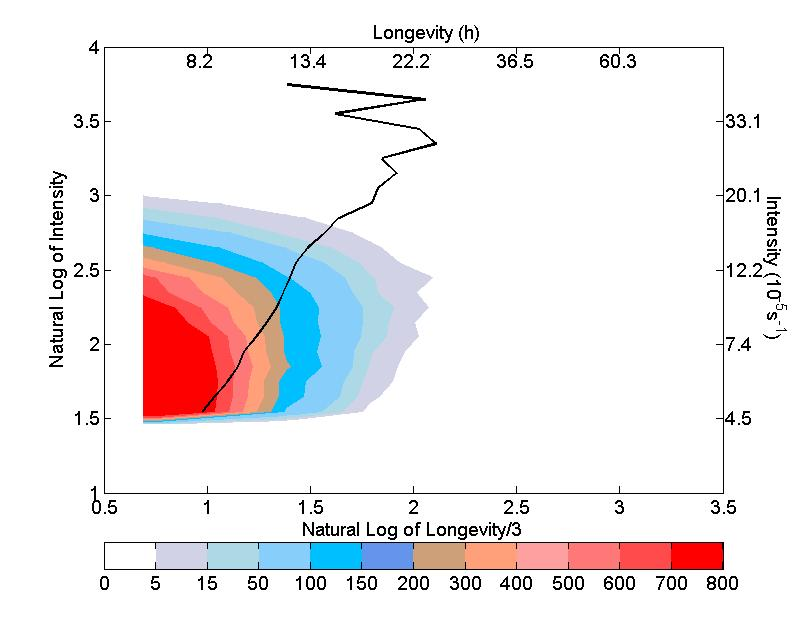 Longevity (h)
8.2 13.4 22.2 36.5 60.3
4
3.5
3
2.5
2
1.5
1
Natural Log of Intensity
33.1
20.1
12.2
7.4
4.5
Intensity (10-5s-1)
0.5 1 1.5 2 2.5 3 3.5
Natural Log of Longevity/3
0 5 15 50 100 150 200 300 400 500 600 700 800